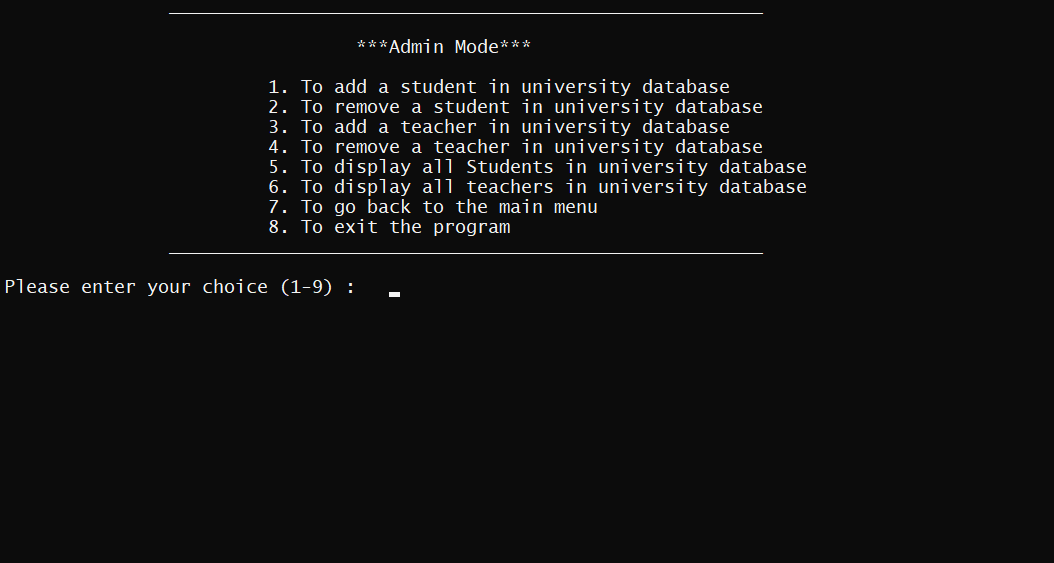 ***Admin Mode***
1. To add a student in university database
2. To remove a student in university database
3. To add a teacher in university database
4. To remove a teacher in university database
5. To display all Students in university database
6. To display all teachers in university database
7. To go back to the main menu
8. To exit the program
Please enter your choice (1-9) :